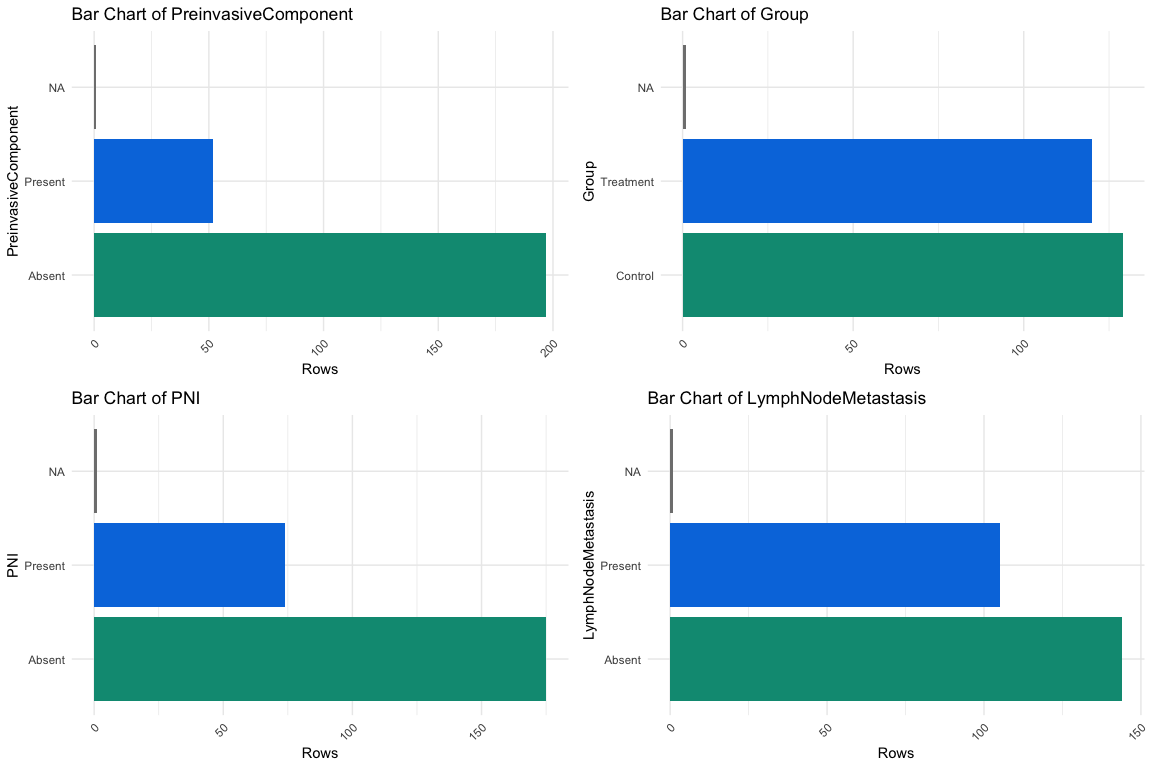 Bar Chart of PreinvasiveComponent
PreinvasiveComponent
NA
Present
Absent
0
50
100
150
200
Rows
Bar Chart of Group
Group
NA
Treatment
Control
0
50
100
Rows
Bar Chart of PNI
PNI
NA
Present
Absent
0
50
100
150
Rows
Bar Chart of LymphNodeMetastasis
LymphNodeMetastasis
NA
Present
Absent
0
50
100
150
Rows